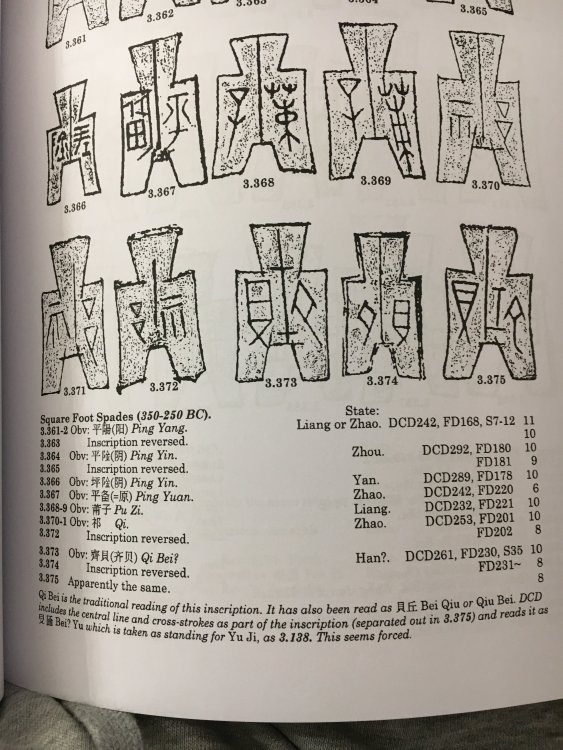 3.361 3.362 3.363 3.364 3.365
3.366 3.367 3.368 3.369 3.370
3.371 3.372 3.373 3.374 3.375
Square Foot Spades (350-250 BC). State:
3.361-2 Obv: 平陽(阳) Ping Yang. Liang or Zhao. DCD242, FD168, S7-12 11
3.363 Inscription reversed. 10
3.364 Obv: 平陰(阴) Ping Yin. Zhou. DCD292, FD180 10
3.365 Inscription reversed. FD181 9
3.366 Obv: 坪陰(阴) Ping Yin. Yan. DCD289, FD178 10
3.367 Obv: 平备(=原) Ping Yuan. Zhao. DCD242, FD220 6
3.368-9 Obv: 莆子 Pu Zi. Liang. DCD232, FD221 10
3.370-1 Obv: 祁 Qi. Zhao. DCD253, FD201 10
3.372 Inscription reversed. FD202 8
3.373 Obv: 齊貝(齐贝) Qi Bei? Han?. DCD261, FD230, S35 10
3.374 Inscription reversed. FD231~ 8
3.375 Apparently the same. 8
Qi Bei is the traditional reading of this inscription. It has also been read as 貝丘 Bei Qiu or Qiu Bei. DCD
includes the central line and cross-strokes as part of the inscription (separated out in 3.375) and reads it as
Bei? Yu which is taken as standing for Yu Ji, as 3.138. This seems forced.